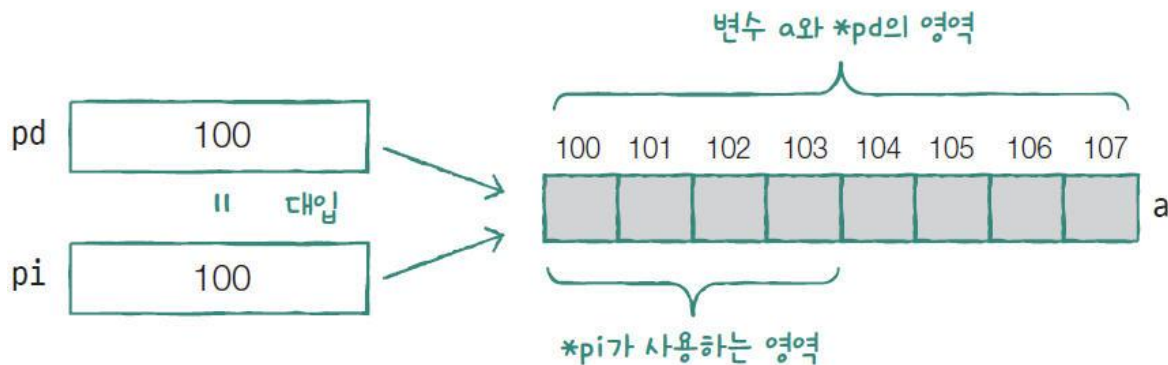 변수 a와 *pd의 영역
pd 100
100 101 102 103 104 105 106 107
= 대입
a
pi 100
*pi가 사용하는 영역